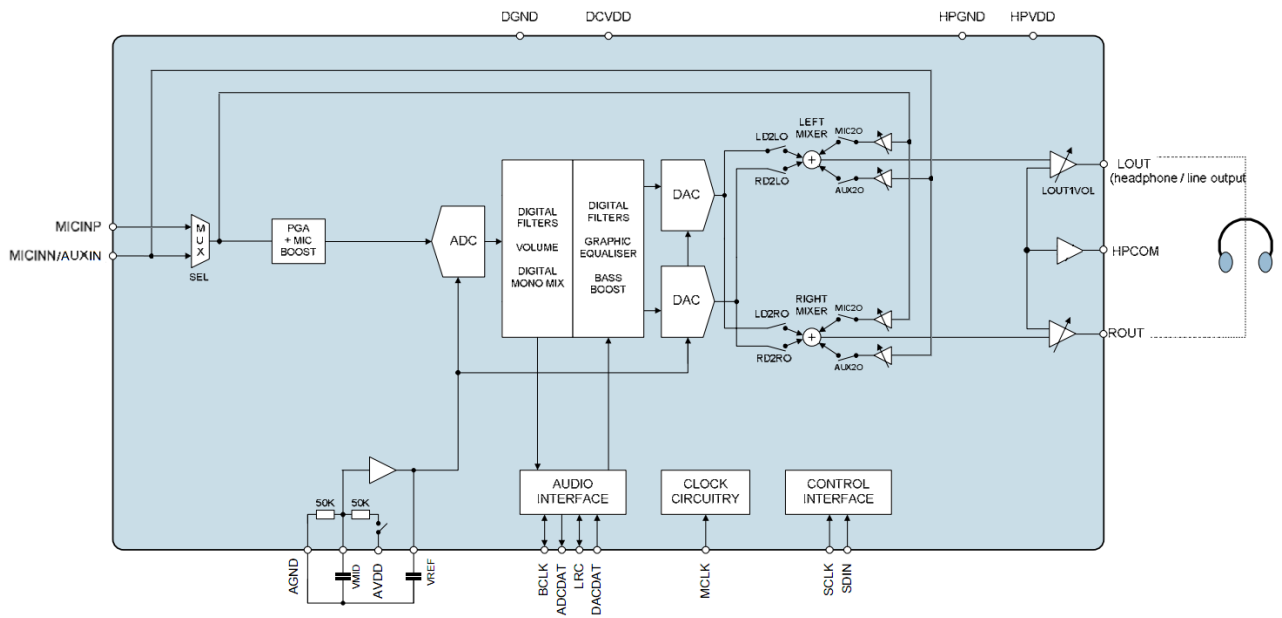 DGND
DCVDD
HPGND
HPVDD
MICINP
MICINN/AUXIN
M
U
X
SEL
PGA
+ MIC
BOOST
ADC
DIGITAL
FILTERS
VOLUME
DIGITAL
MONO MIX
DIGITAL
FILTERS
GRAPHIC
EQUALISER
BASS
BOOST
DAC
DAC
LEFT
MIXER
LD2LO
RD2LO
MIC2O
AUX2O
RIGHT
MIXER
LD2RO
RD2RO
MIC2O
AUX2O
LOUT1VOL
LOUT
(headphone / line output
HPCOM
ROUT
50K
50K
AUDIO
INTERFACE
CLOCK
CIRCUITRY
CONTROL
INTERFACE
AGND
VMID
AVDD
VREF
BCLK
ADCDAT
LRC
DACDAT
MCLK
SCLK
SDIN